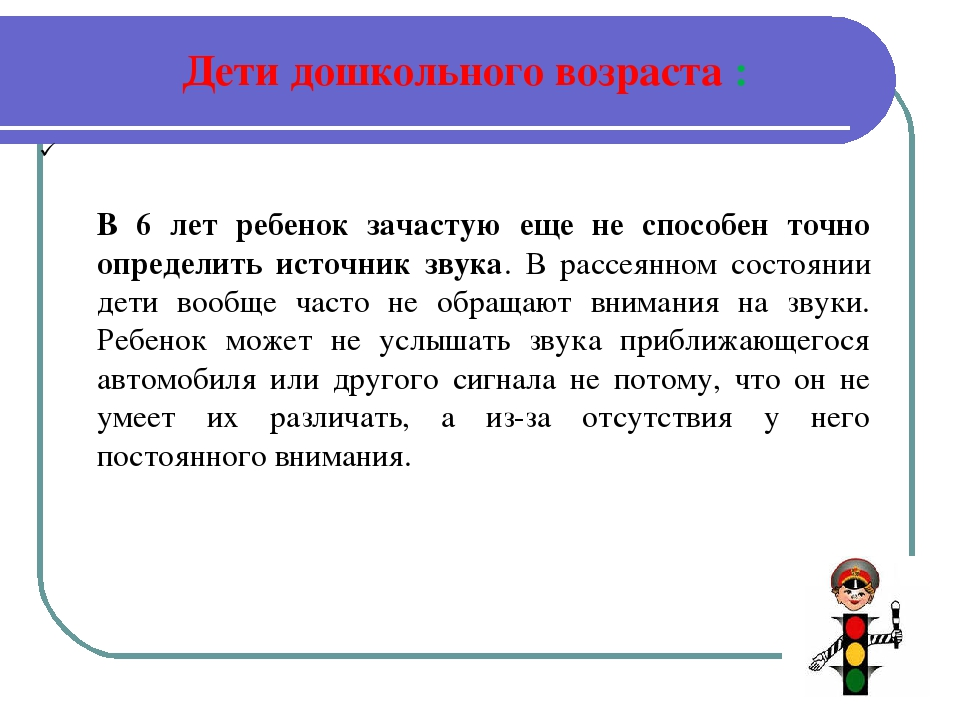 Дети дошкольного возраста :
✓
В 6 лет ребенок зачастую еще не способен точно
определить источник звука. В рассеянном состоянии
дети вообще часто не обращают внимания на звуки.
Ребенок может не услышать звука приближающегося
автомобиля или другого сигнала не потому, что он не
умеет их различать, а из-за отсутствия у него
постоянного внимания.